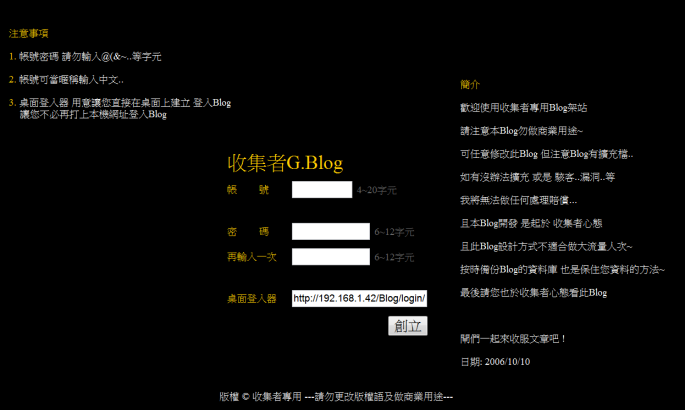 注意事項
1. 帳號密碼 請勿輸入@(&~..等字元
2. 帳號可當暱稱輸入中文..
3. 桌面登入器 用意讓您直接在桌面上建立 登入Blog
讓您不必再打上本機網址登入Blog
收集者G.Blog
帳 號 4~20字元
密 碼 6~12字元
再輸入一次 6~12字元
桌面登入器 http://192.168.1.42/Blog/login/
創立
簡介
歡迎使用收集者專用Blog架站
請注意本Blog勿做商業用途~
可任意修改此Blog 但注意Blog有擴充檔..
如有沒辦法擴充 或是 駭客..漏洞..等
我將無法做任何處理賠償...
且本Blog開發 是起於 收集者心態
且此Blog設計方式不適合做大流量人次~
按時備份Blog的資料庫 也是保住您資料的方法~
最後請您也於收集者心態看此Blog
閧們一起來收服文章吧！
日期: 2006/10/10
版權 © 收集者專用 ---請勿更改版權語及做商業用途---